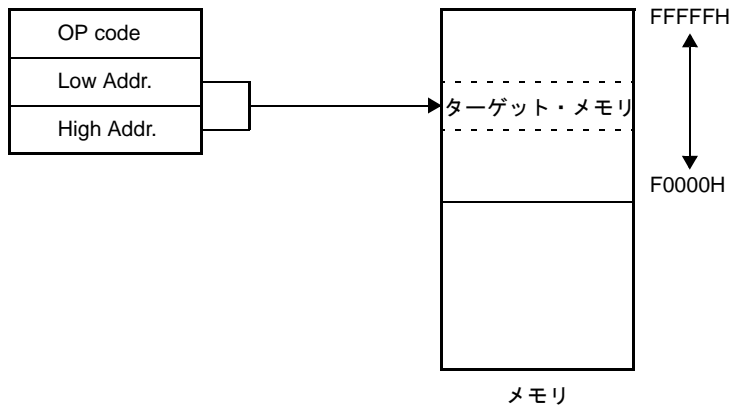 OP code
Low Addr.
High Addr.
ターゲット・メモリ
FFFFFH
F0000H
メモリ